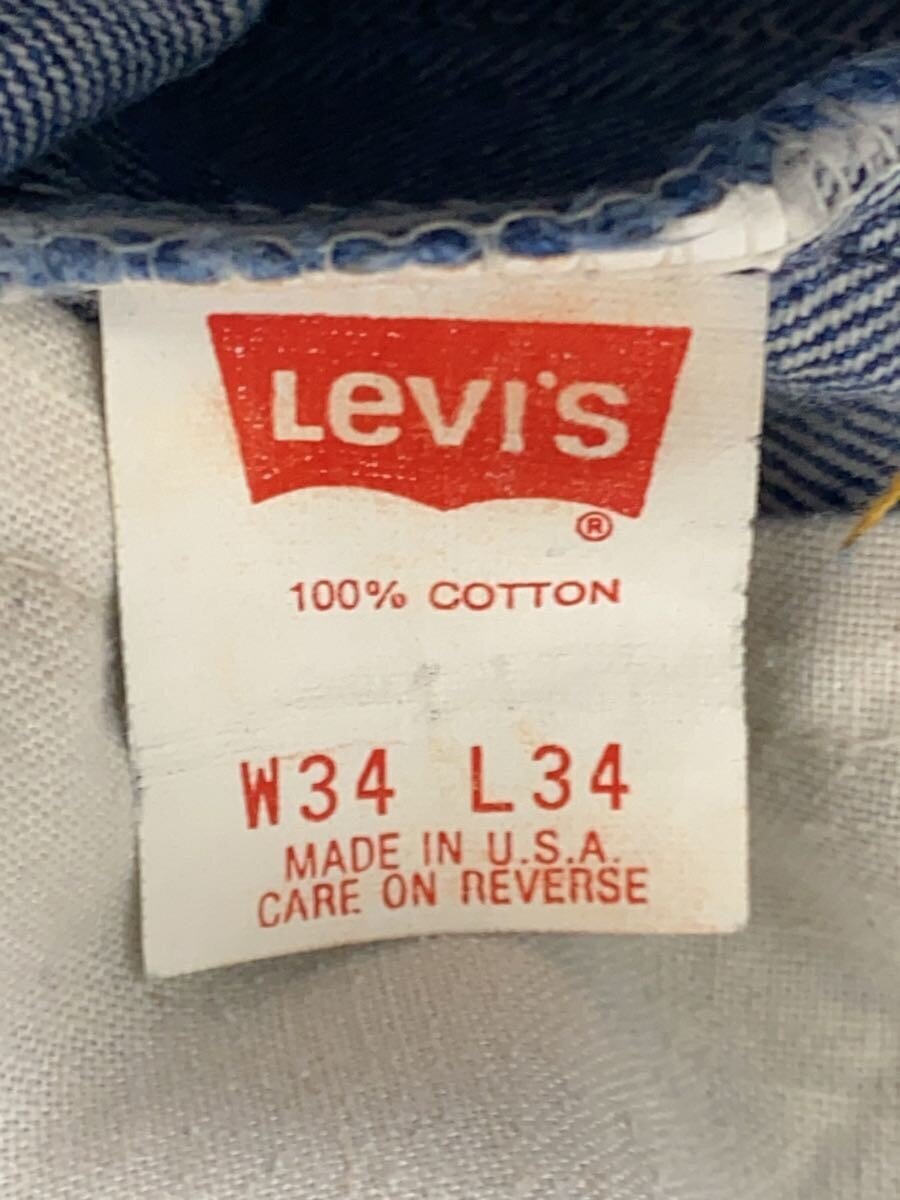 Levi's
®
100% COTTON
W34 L34
MADE IN U.S.A.
CARE ON REVERSE